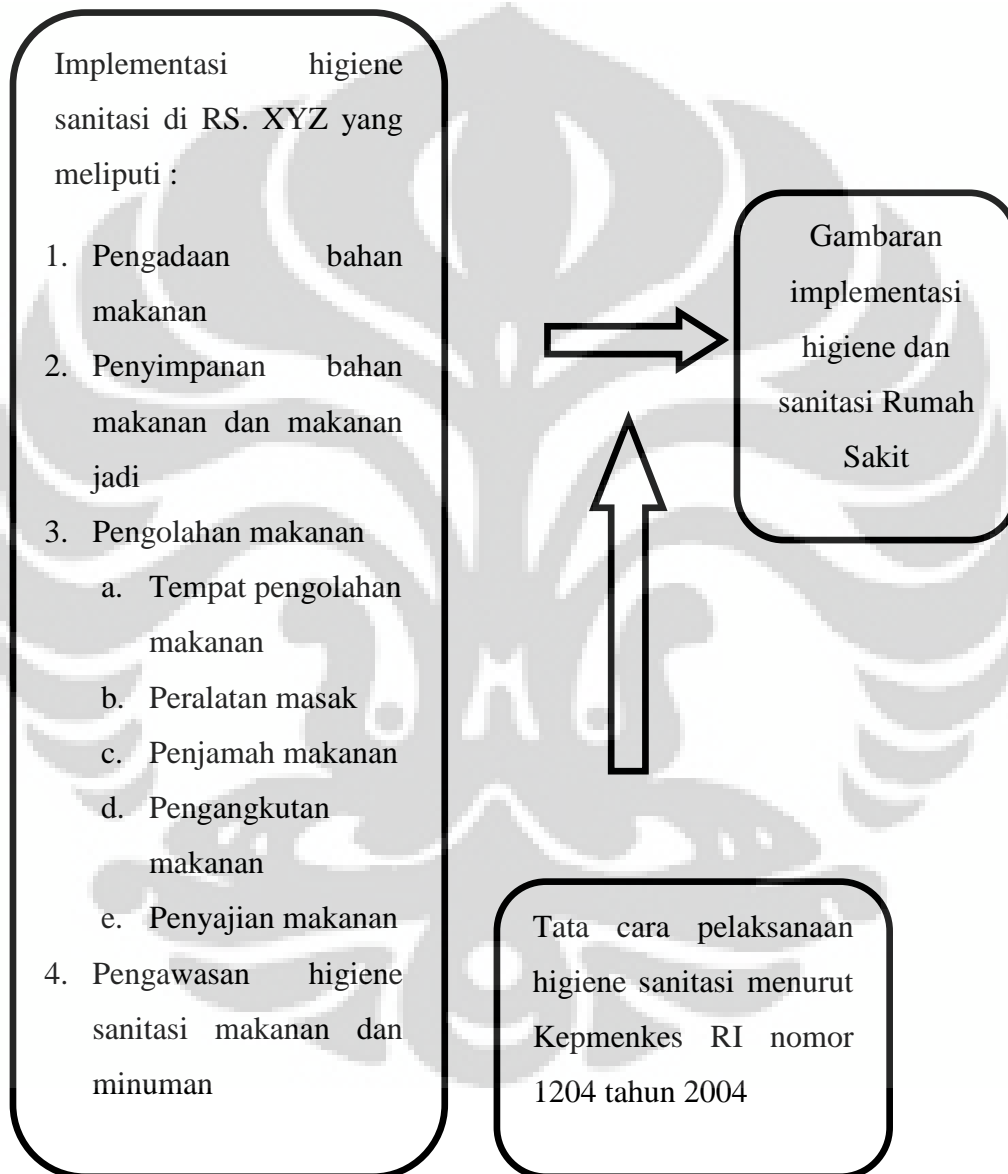 Implementasi higiene
sanitasi di RS. XYZ yang
meliputi :
1. Pengadaan bahan
makanan
2. Penyimpanan bahan
makanan dan makanan
jadi
3. Pengolahan makanan
a. Tempat pengolahan
makanan
b. Peralatan masak
c. Penjamah makanan
d. Pengangkutan
makanan
e. Penyajian makanan
4. Pengawasan higiene
sanitasi makanan dan
minuman
Gambaran
implementasi
higiene dan
sanitasi Rumah
Sakit
Tata cara pelaksanaan
higiene sanitasi menurut
Kepmenkes RI nomor
1204 tahun 2004